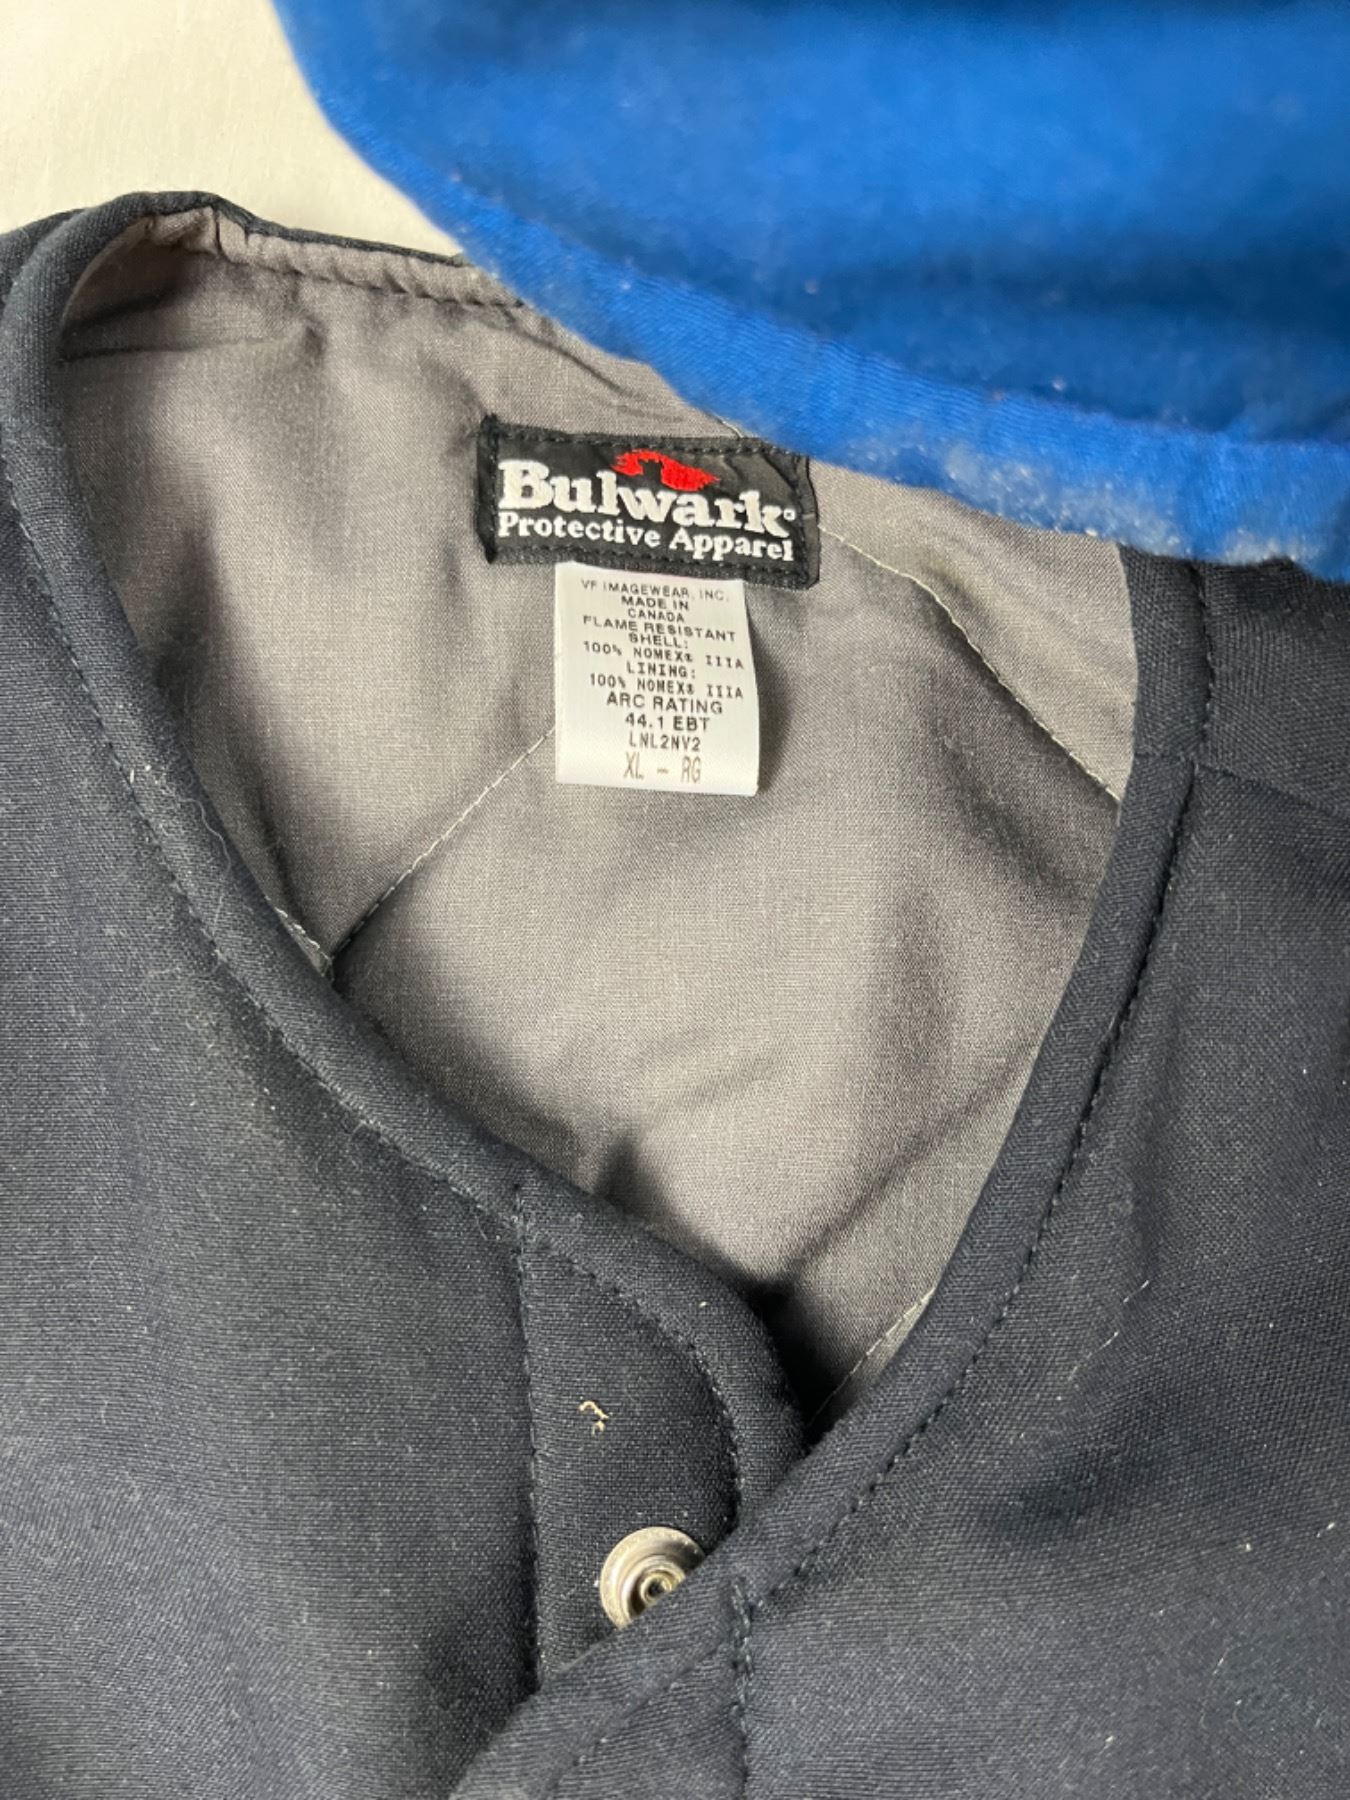 Bulwark®
Protective Apparel
VF IMAGEWEAR, INC.
MADE IN
CANADA
FLAME RESISTANT
SHELL:
100% NOMEX® IIIA
LINING:
100% NOMEX® IIIA
ARC RATING
44.1 EBT
LNL2NV2
XL - RG